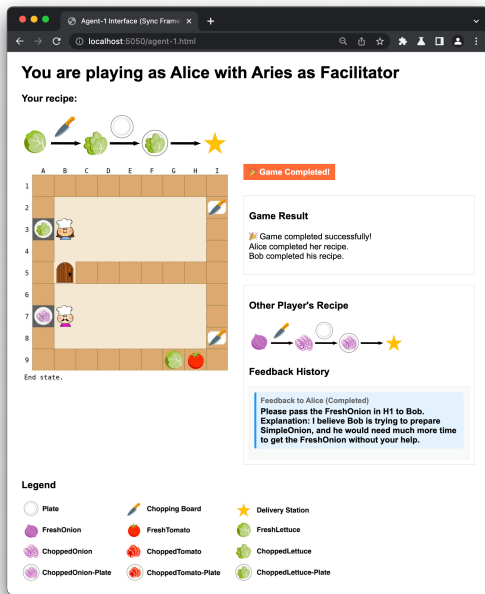 Agent-1 Interface (Sync Frame
localhost:5050/agent-1.html
You are playing as Alice with Aries as Facilitator
Your recipe:
A B C D E F G H I
1
2
3
4
5
6
7
8
9
End state.
🎉 Game Completed!
Game Result
🎉 Game completed successfully!
Alice completed her recipe.
Bob completed his recipe.
Other Player's Recipe
Feedback History
Feedback to Alice (Completed)
Please pass the FreshOnion in H1 to Bob.
Explanation: I believe Bob is trying to prepare
SimpleOnion, and he would need much more time
to get the FreshOnion without your help.
Legend
Plate
Chopping Board
Delivery Station
FreshOnion
FreshTomato
FreshLettuce
ChoppedOnion
ChoppedTomato
ChoppedLettuce
ChoppedOnion-Plate
ChoppedTomato-Plate
ChoppedLettuce-Plate